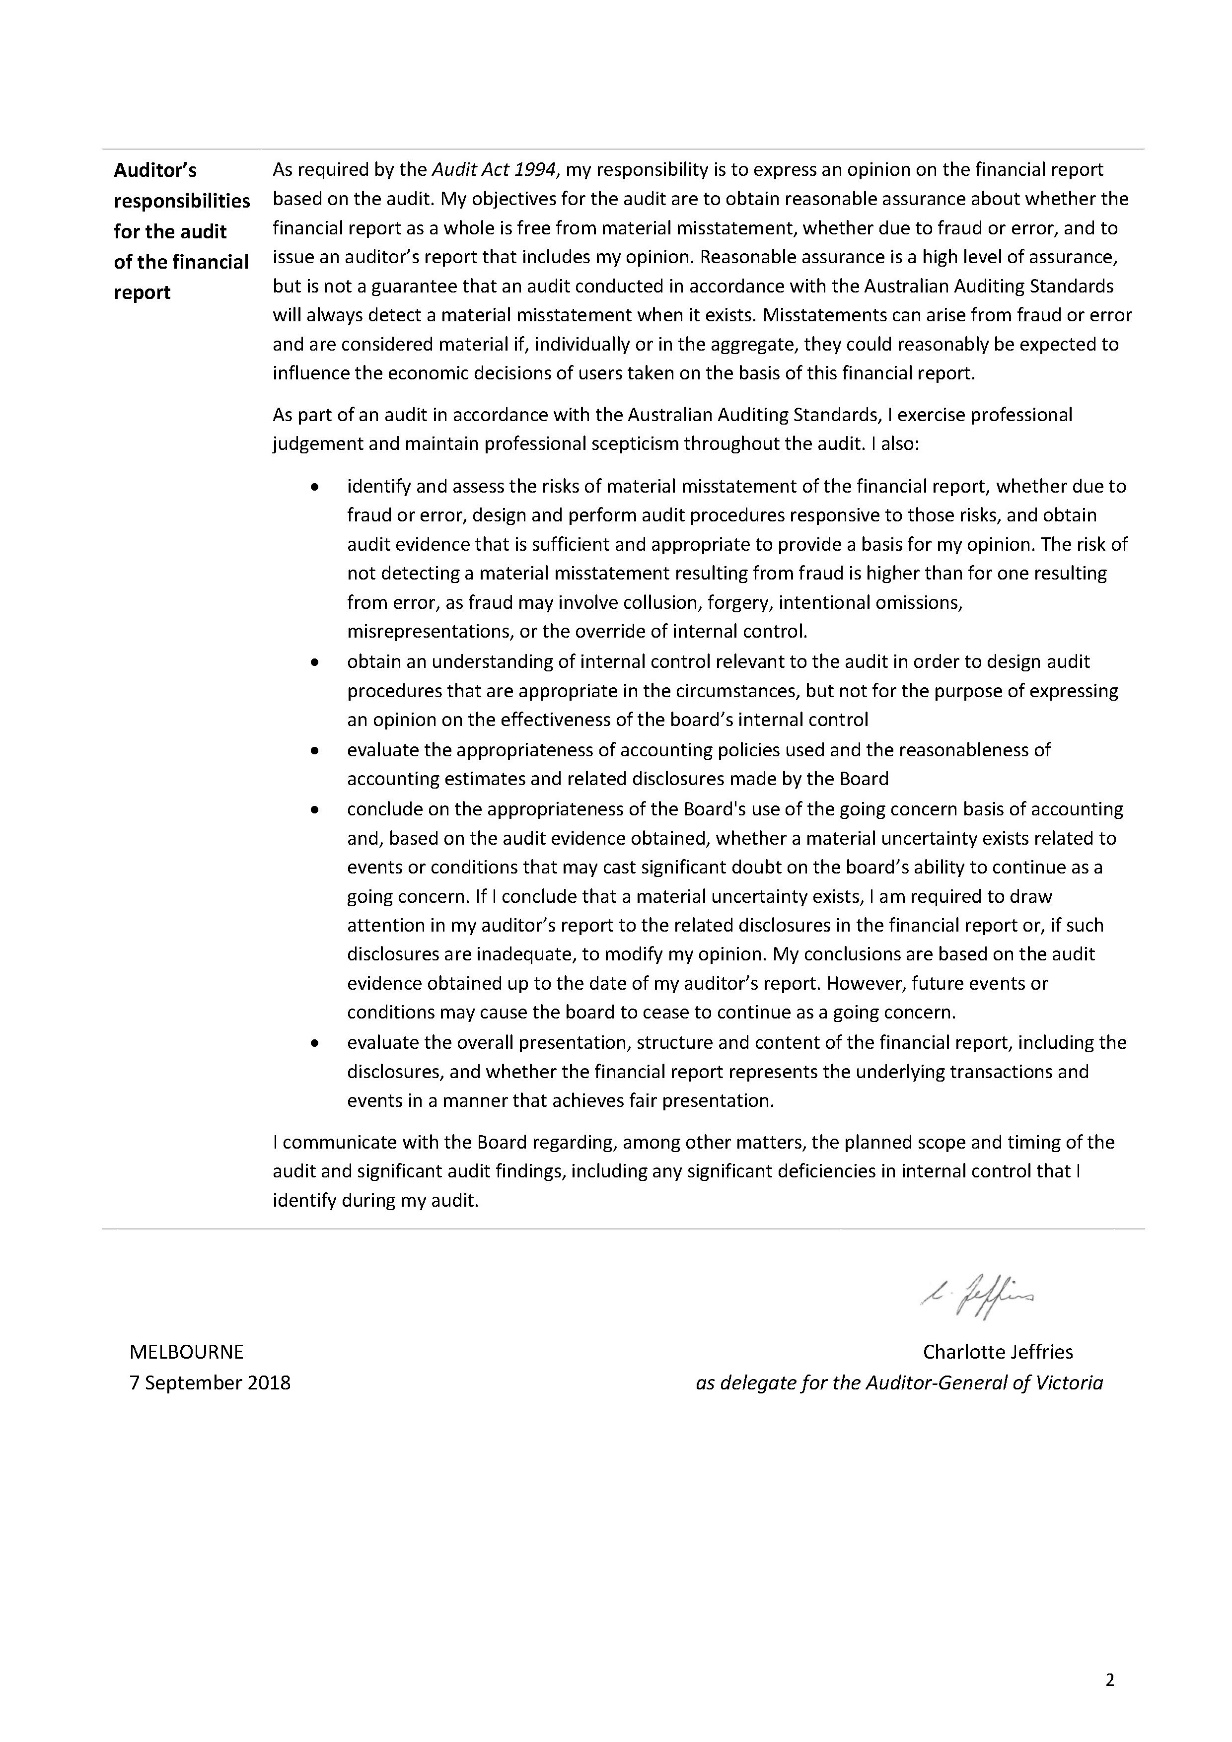 Auditor's
responsibilities
for the audit
of the financial
report
As required by the Audit Act 1994, my responsibility is to express an opinion on the financial report
based on the audit. My objectives for the audit are to obtain reasonable assurance about whether the
financial report as a whole is free from material misstatement, whether due to fraud or error, and to
issue an auditor's report that includes my opinion. Reasonable assurance is a high level of assurance,
but is not a guarantee that an audit conducted in accordance with the Australian Auditing Standards
will always detect a material misstatement when it exists. Misstatements can arise from fraud or error
and are considered material if, individually or in the aggregate, they could reasonably be expected to
influence the economic decisions of users taken on the basis of this financial report.
As part of an audit in accordance with the Australian Auditing Standards, I exercise professional
judgement and maintain professional scepticism throughout the audit. I also:
• identify and assess the risks of material misstatement of the financial report, whether due to
fraud or error, design and perform audit procedures responsive to those risks, and obtain
audit evidence that is sufficient and appropriate to provide a basis for my opinion. The risk of
not detecting a material misstatement resulting from fraud is higher than for one resulting
from error, as fraud may involve collusion, forgery, intentional omissions,
misrepresentations, or the override of internal control.
• obtain an understanding of internal control relevant to the audit in order to design audit
procedures that are appropriate in the circumstances, but not for the purpose of expressing
an opinion on the effectiveness of the board's internal control
• evaluate the appropriateness of accounting policies used and the reasonableness of
accounting estimates and related disclosures made by the Board
• conclude on the appropriateness of the Board's use of the going concern basis of accounting
and, based on the audit evidence obtained, whether a material uncertainty exists related to
events or conditions that may cast significant doubt on the board's ability to continue as a
going concern. If I conclude that a material uncertainty exists, I am required to draw
attention in my auditor's report to the related disclosures in the financial report or, if such
disclosures are inadequate, to modify my opinion. My conclusions are based on the audit
evidence obtained up to the date of my auditor's report. However, future events or
conditions may cause the board to cease to continue as a going concern.
• evaluate the overall presentation, structure and content of the financial report, including the
disclosures, and whether the financial report represents the underlying transactions and
events in a manner that achieves fair presentation.
I communicate with the Board regarding, among other matters, the planned scope and timing of the
audit and significant audit findings, including any significant deficiencies in internal control that I
identify during my audit.
MELBOURNE
7 September 2018
Charlotte Jeffries
as delegate for the Auditor-General of Victoria
2